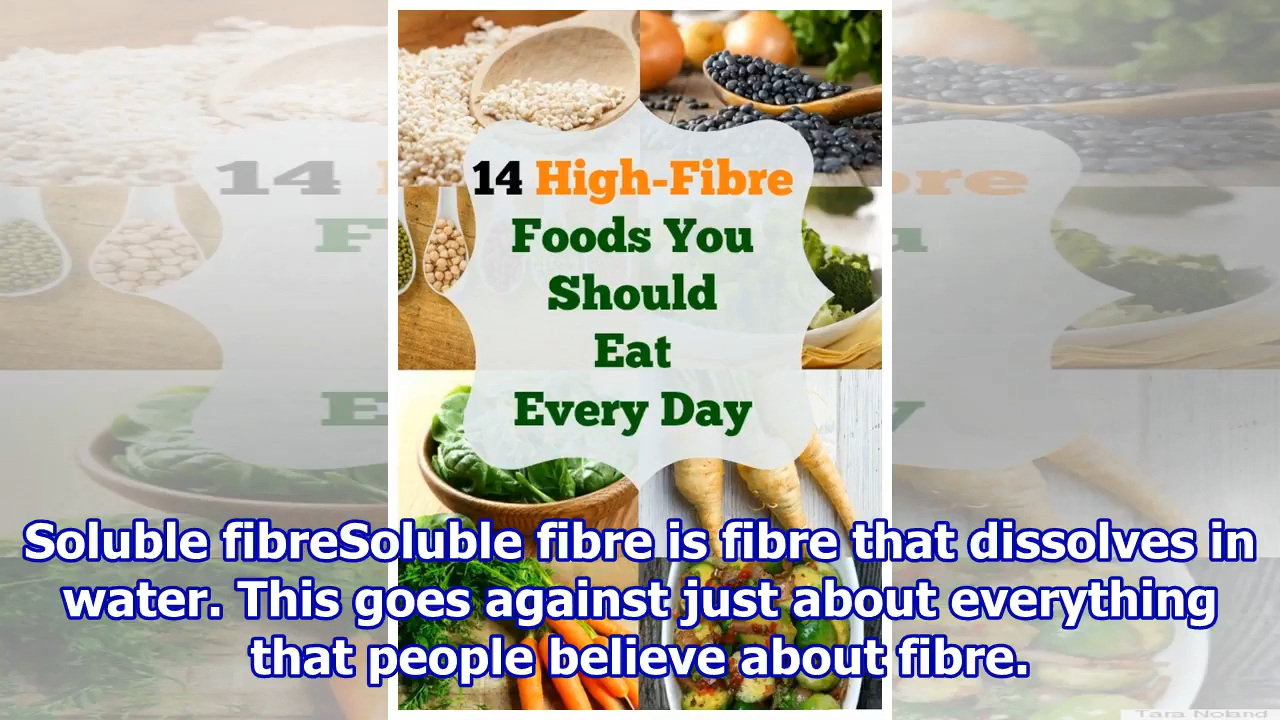 14 High-Fibre
Foods You
Should
Eat
Every Day
Soluble fibreSoluble fibre is fibre that dissolves in
water. This goes against just about everything
that people believe about fibre.
Tara Noland